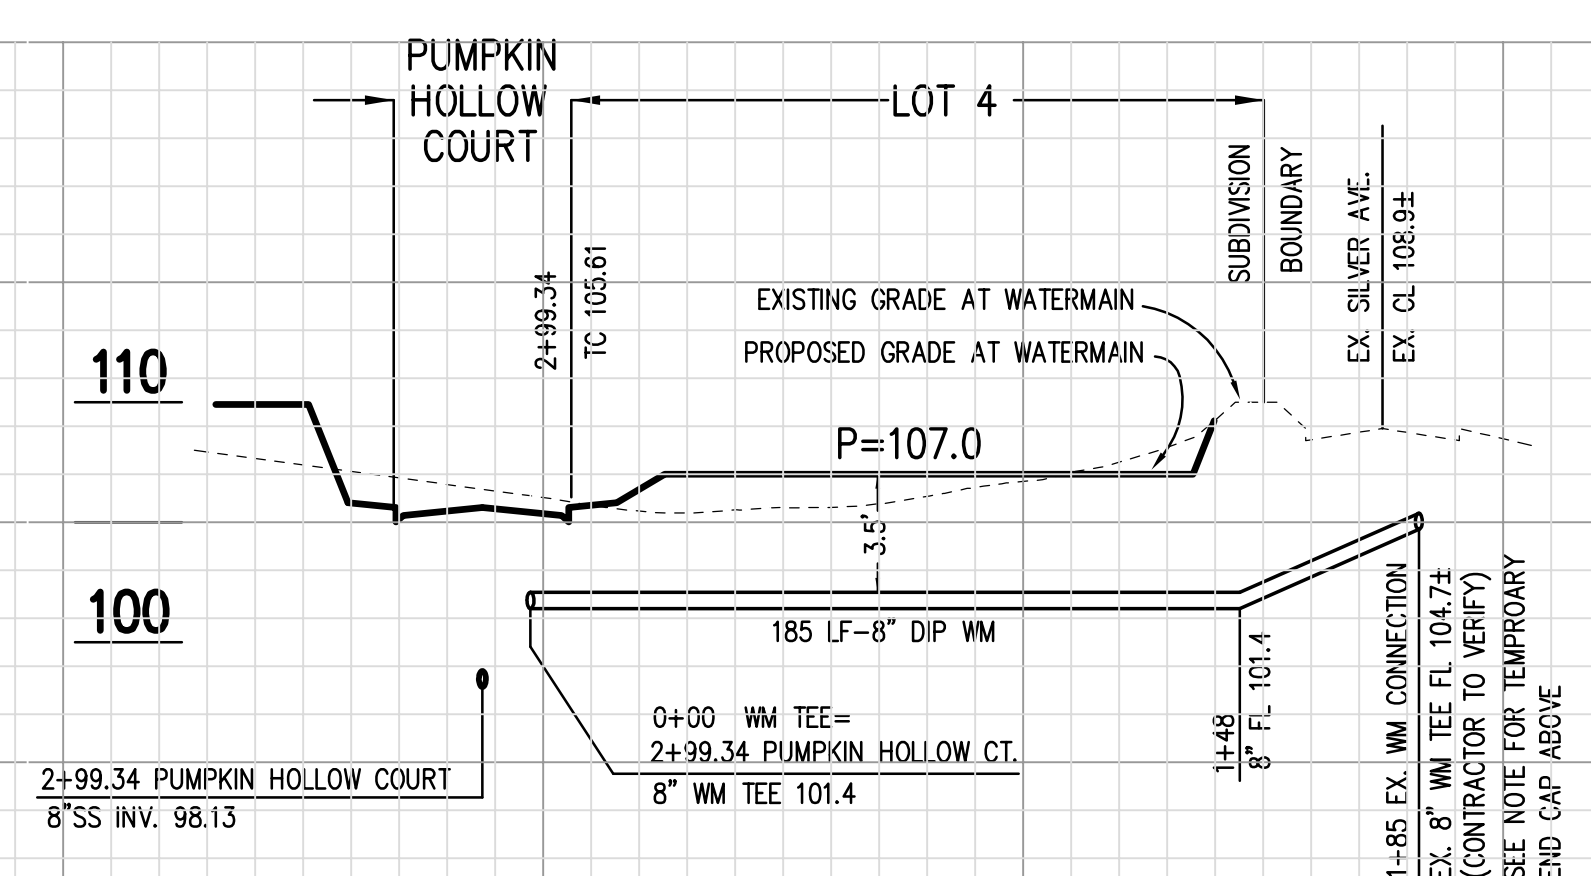 PUMPKIN
HOLLOW
COURT
LOT 4
SUBDIVISION
BOUNDARY
EX. SILVER AVE.
EX. CL 108.9±
2+99.34
TC 105.61
EXISTING GRADE AT WATERMAIN
PROPOSED GRADE AT WATERMAIN
110
P=107.0
3.5'
100
185 LF-8" DIP WM
0+00 WM TEE=
2+99.34 PUMPKIN HOLLOW CT.
8" WM TEE 101.4
2+99.34 PUMPKIN HOLLOW COURT
8"SS INV. 98.13
1+48
8" FL 101.4
1+85 EX. WM CONNECTION
EX. 8" WM TEE FL 104.7±
(CONTRACTOR TO VERIFY)
SEE NOTE FOR TEMPROARY
END CAP ABOVE